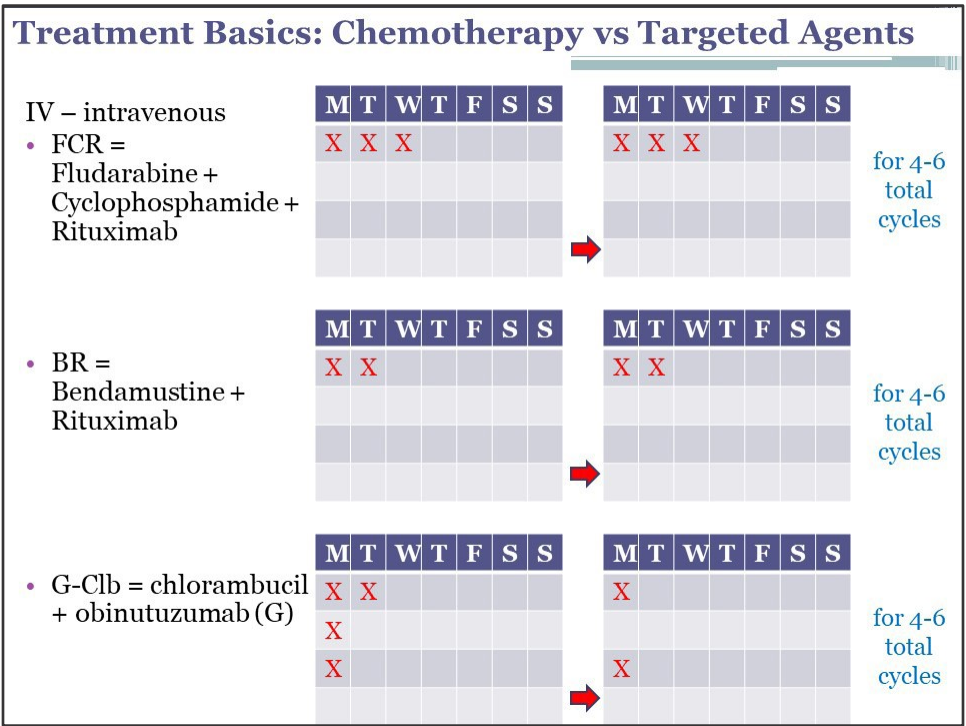 Treatment Basics: Chemotherapy vs Targeted Agents
IV – intravenous
• FCR =
Fludarabine +
Cyclophosphamide +
Rituximab
M T W T F S S
X X X
M T W T F S S
X X X
for 4-6
total
cycles
• BR =
Bendamustine +
Rituximab
M T W T F S S
X X
M T W T F S S
X X
for 4-6
total
cycles
• G-Clb = chlorambucil
+ obinutuzumab (G)
M T W T F S S
X X
X
X
M T W T F S S
X
X
for 4-6
total
cycles